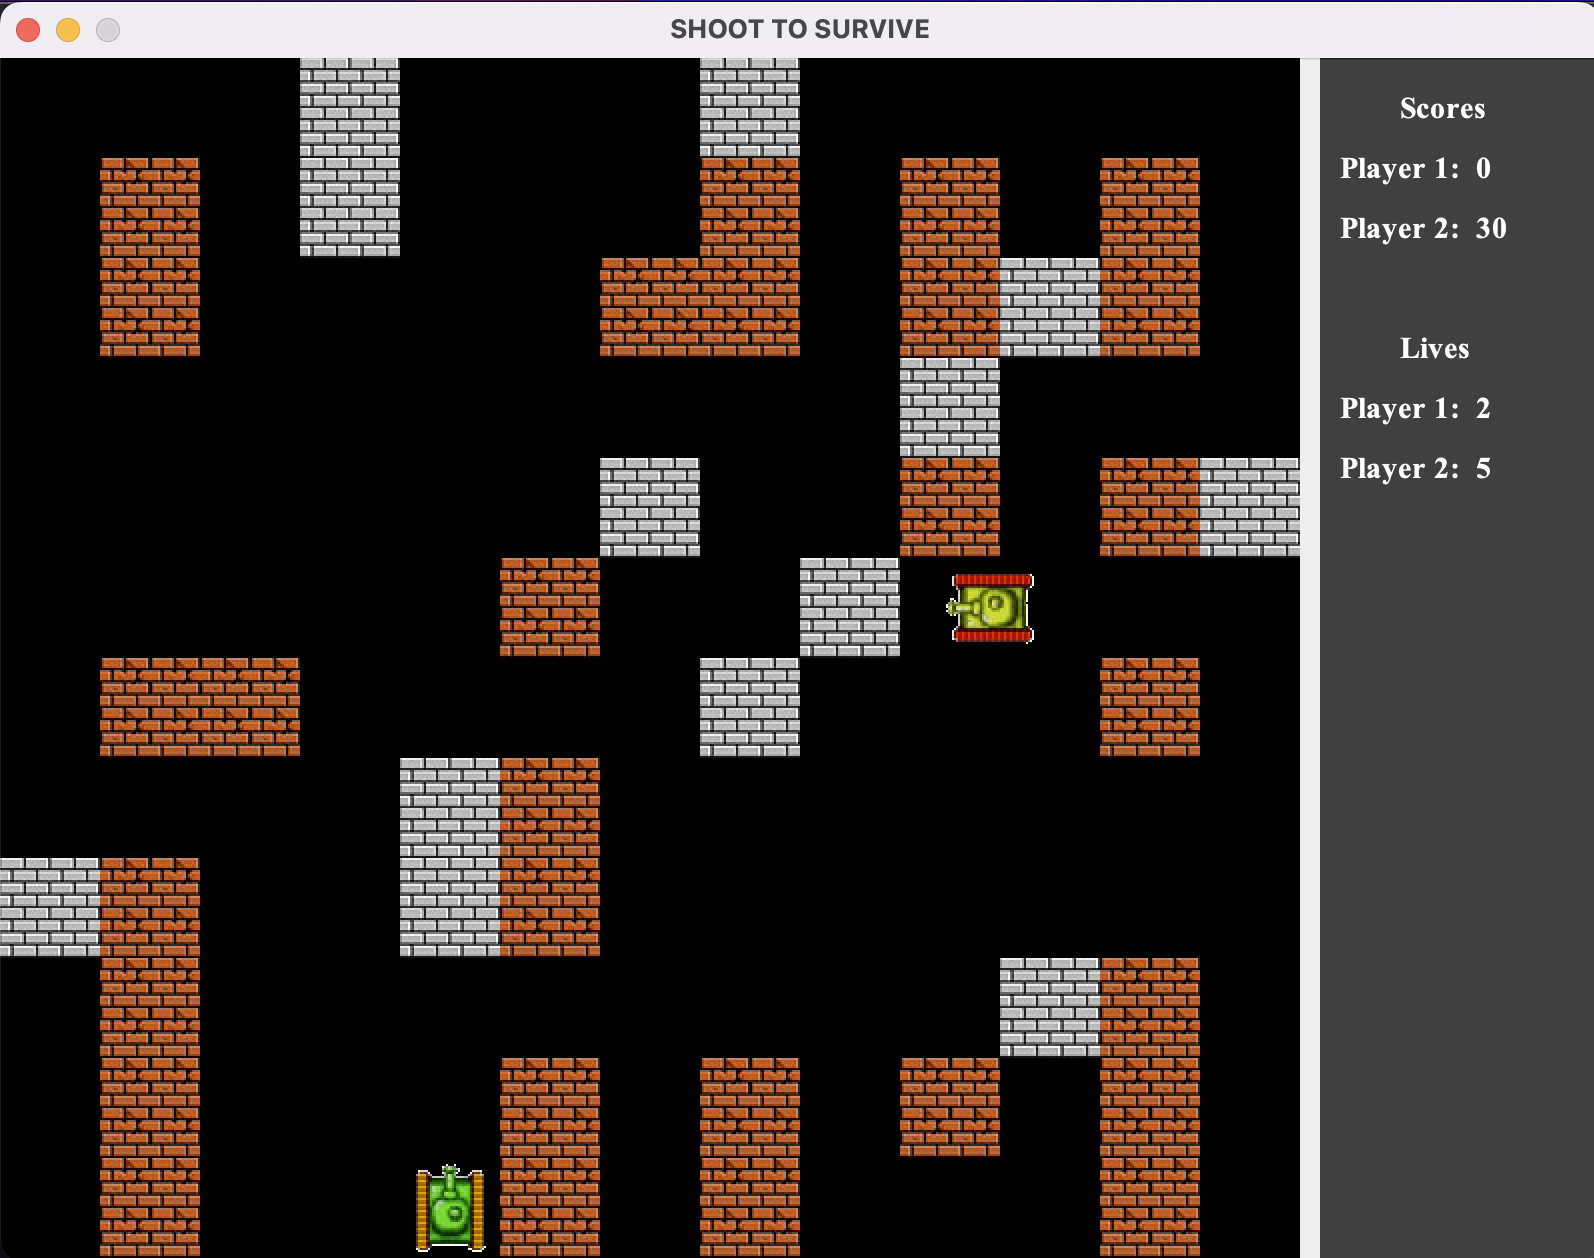 SHOOT TO SURVIVE
Scores
Player 1: 0
Player 2: 30
Lives
Player 1: 2
Player 2: 5